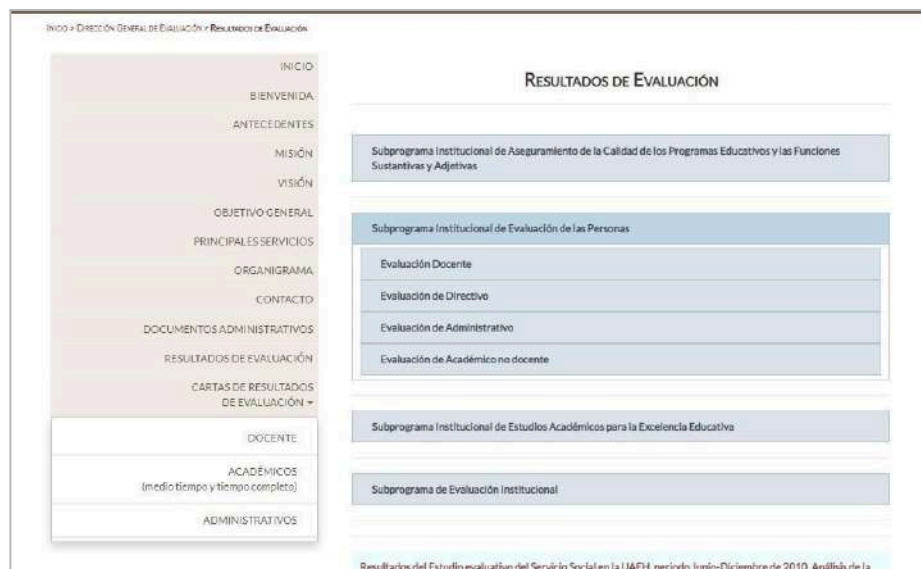 INICIO > DIRECCIÓN GENERAL DE EVALUACIÓN > RESULTADOS DE EVALUACIÓN
INICIO
BIENVENIDA
ANTECEDENTES
MISIÓN
VISIÓN
OBJETIVO GENERAL
PRINCIPALES SERVICIOS
ORGANIGRAMA
CONTACTO
DOCUMENTOS ADMINISTRATIVOS
RESULTADOS DE EVALUACIÓN
CARTAS DE RESULTADOS
DE EVALUACIÓN
DOCENTE
ACADÉMICOS
(medio tiempo y tiempo completo)
ADMINISTRATIVOS
RESULTADOS DE EVALUACIÓN
Subprograma Institucional de Aseguramiento de la Calidad de los Programas Educativos y las Funciones
Sustantivas y Adjetivas
Subprograma Institucional de Evaluación de las Personas
Evaluación Docente
Evaluación de Directivo
Evaluación de Administrativo
Evaluación de Académico no docente
Subprograma Institucional de Estudios Académicos para la Excelencia Educativa
Subprograma de Evaluación Institucional
Resultados del Estudio evaluativo del Servicio Social en la UAEH, periodo Junio-Diciembre de 2010. Análisis de la